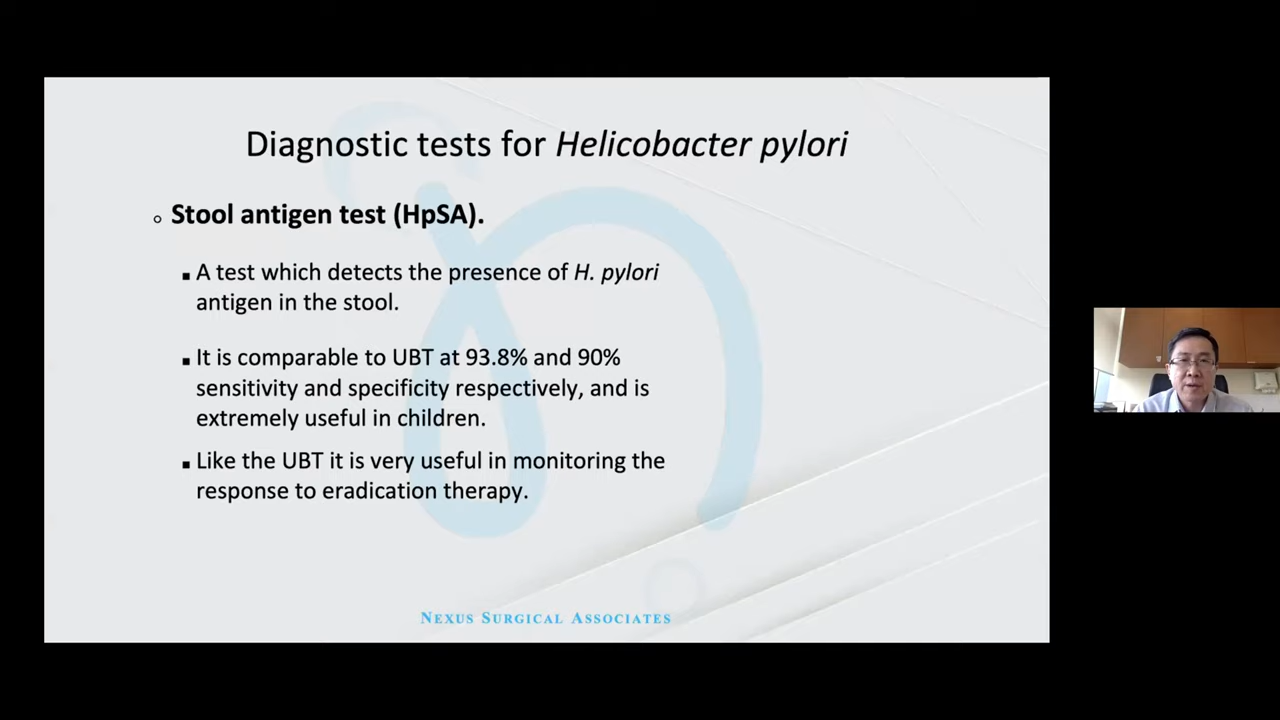 Diagnostic tests for Helicobacter pylori
Stool antigen test (HpSA).
A test which detects the presence of H. pylori
antigen in the stool.
It is comparable to UBT at 93.8% and 90%
sensitivity and specificity respectively, and is
extremely useful in children.
Like the UBT it is very useful in monitoring the
response to eradication therapy.
NEXUS SURGICAL ASSOCIATES